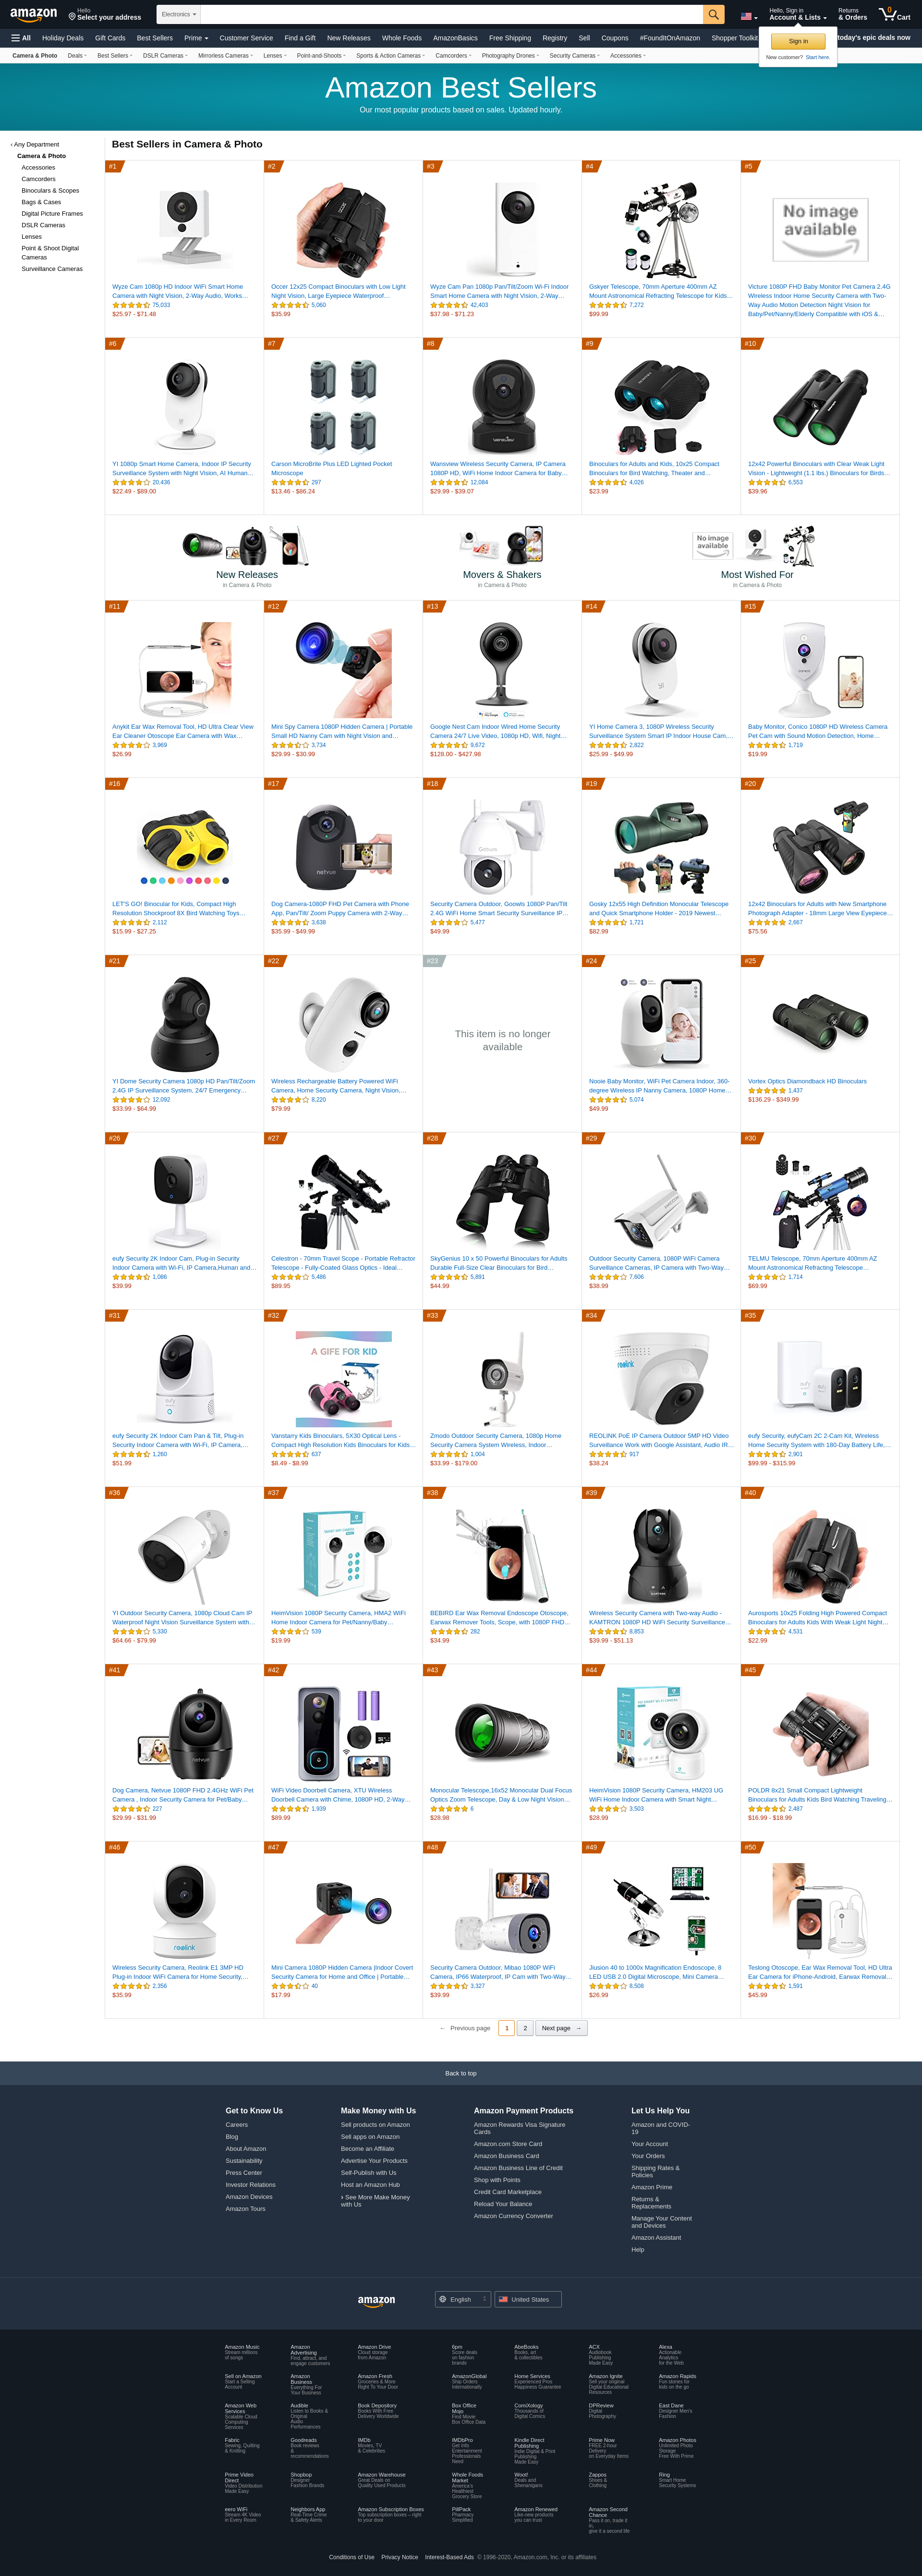 amazon
Hello
Select your address
Electronics
Hello, Sign in
Account & Lists
Returns
& Orders
0
Cart
All
Holiday Deals
Gift Cards
Best Sellers
Prime
Customer Service
Find a Gift
New Releases
Whole Foods
AmazonBasics
Free Shipping
Registry
Sell
Coupons
#FoundItOnAmazon
Shopper Toolkit
today's epic deals now
Sign in
New customer? Start here.
Camera & Photo
Deals
Best Sellers
DSLR Cameras
Mirrorless Cameras
Lenses
Point-and-Shoots
Sports & Action Cameras
Camcorders
Photography Drones
Security Cameras
Accessories
Amazon Best Sellers
Our most popular products based on sales. Updated hourly.
‹ Any Department
Camera & Photo
Accessories
Camcorders
Binoculars & Scopes
Bags & Cases
Digital Picture Frames
DSLR Cameras
Lenses
Point & Shoot Digital
Cameras
Surveillance Cameras
Best Sellers in Camera & Photo
#1
Wyze Cam 1080p HD Indoor WiFi Smart Home
Camera with Night Vision, 2-Way Audio, Works…
75,033
$25.97 - $71.48
#2
Occer 12x25 Compact Binoculars with Low Light
Night Vision, Large Eyepiece Waterproof…
5,060
$35.99
#3
Wyze Cam Pan 1080p Pan/Tilt/Zoom Wi-Fi Indoor
Smart Home Camera with Night Vision, 2-Way…
42,403
$37.98 - $71.23
#4
Gskyer Telescope, 70mm Aperture 400mm AZ
Mount Astronomical Refracting Telescope for Kids…
7,272
$99.99
#5
No image
available
Victure 1080P FHD Baby Monitor Pet Camera 2.4G
Wireless Indoor Home Security Camera with Two-
Way Audio Motion Detection Night Vision for
Baby/Pet/Nanny/Elderly Compatible with iOS &…
#6
YI 1080p Smart Home Camera, Indoor IP Security
Surveillance System with Night Vision, AI Human…
20,436
$22.49 - $89.00
#7
Carson MicroBrite Plus LED Lighted Pocket
Microscope
297
$13.46 - $86.24
#8
Wansview Wireless Security Camera, IP Camera
1080P HD, WiFi Home Indoor Camera for Baby…
12,084
$29.99 - $39.07
#9
Binoculars for Adults and Kids, 10x25 Compact
Binoculars for Bird Watching, Theater and…
4,026
$23.99
#10
12x42 Powerful Binoculars with Clear Weak Light
Vision - Lightweight (1.1 lbs.) Binoculars for Birds…
6,553
$39.96
New Releases
in Camera & Photo
Movers & Shakers
in Camera & Photo
No image
available
Most Wished For
in Camera & Photo
#11
Anykit Ear Wax Removal Tool, HD Ultra Clear View
Ear Cleaner Otoscope Ear Camera with Wax…
3,969
$26.99
#12
Mini Spy Camera 1080P Hidden Camera | Portable
Small HD Nanny Cam with Night Vision and…
3,734
$29.99 - $30.99
#13
Google Nest Cam Indoor Wired Home Security
Camera 24/7 Live Video, 1080p HD, Wifi, Night…
9,672
$128.00 - $427.98
#14
YI Home Camera 3, 1080P Wireless Security
Surveillance System Smart IP Indoor House Cam,…
2,822
$25.99 - $49.99
#15
Baby Monitor, Conico 1080P HD Wireless Camera
Pet Cam with Sound Motion Detection, Home…
1,719
$19.99
#16
LET'S GO! Binocular for Kids, Compact High
Resolution Shockproof 8X Bird Watching Toys…
2,112
$15.99 - $27.25
#17
netvue
Dog Camera-1080P FHD Pet Camera with Phone
App, Pan/Tilt/ Zoom Puppy Camera with 2-Way…
3,638
$35.99 - $49.99
#18
Security Camera Outdoor, Goowls 1080P Pan/Tilt
2.4G WiFi Home Smart Security Surveillance IP…
5,477
$49.99
#19
Gosky 12x55 High Definition Monocular Telescope
and Quick Smartphone Holder - 2019 Newest…
1,721
$82.99
#20
12x42 Binoculars for Adults with New Smartphone
Photograph Adapter - 18mm Large View Eyepiece…
2,667
$75.56
#21
YI Dome Security Camera 1080p HD Pan/Tilt/Zoom
2.4G IP Surveillance System, 24/7 Emergency…
12,092
$33.99 - $64.99
#22
Wireless Rechargeable Battery Powered WiFi
Camera, Home Security Camera, Night Vision,…
8,220
$79.99
#23
This item is no longer
available
#24
Nooie Baby Monitor, WiFi Pet Camera Indoor, 360-
degree Wireless IP Nanny Camera, 1080P Home…
5,074
$49.99
#25
Vortex Optics Diamondback HD Binoculars
1,437
$136.29 - $349.99
#26
eufy Security 2K Indoor Cam, Plug-in Security
Indoor Camera with Wi-Fi, IP Camera,Human and…
1,086
$39.99
#27
Celestron - 70mm Travel Scope - Portable Refractor
Telescope - Fully-Coated Glass Optics - Ideal…
5,486
$89.95
#28
SkyGenius 10 x 50 Powerful Binoculars for Adults
Durable Full-Size Clear Binoculars for Bird…
5,891
$44.99
#29
Outdoor Security Camera, 1080P WiFi Camera
Surveillance Cameras, IP Camera with Two-Way…
7,606
$38.99
#30
TELMU Telescope, 70mm Aperture 400mm AZ
Mount Astronomical Refracting Telescope…
1,714
$69.99
#31
eufy
eufy Security 2K Indoor Cam Pan & Tilt, Plug-in
Security Indoor Camera with Wi-Fi, IP Camera,…
1,260
$51.99
#32
A GIFE FOR KID
Vanstarry Kids Binoculars, 5X30 Optical Lens -
Compact High Resolution Kids Binoculars for Kids…
637
$8.49 - $8.99
#33
Zmodo Outdoor Security Camera, 1080p Home
Security Camera System Wireless, Indoor…
1,004
$33.99 - $179.00
#34
reolink
REOLINK PoE IP Camera Outdoor 5MP HD Video
Surveillance Work with Google Assistant, Audio IR…
917
$38.24
#35
eufy Security, eufyCam 2C 2-Cam Kit, Wireless
Home Security System with 180-Day Battery Life,…
2,901
$99.99 - $315.99
#36
YI Outdoor Security Camera, 1080p Cloud Cam IP
Waterproof Night Vision Surveillance System with…
5,330
$64.66 - $79.99
#37
HeimVision 1080P Security Camera, HMA2 WiFi
Home Indoor Camera for Pet/Nanny/Baby…
539
$19.99
#38
BEBIRD Ear Wax Removal Endoscope Otoscope,
Earwax Remover Tools, Scope, with 1080P FHD…
282
$34.99
#39
Wireless Security Camera with Two-way Audio -
KAMTRON 1080P HD WiFi Security Surveillance…
8,853
$39.99 - $51.13
#40
Aurosports 10x25 Folding High Powered Compact
Binoculars for Adults Kids With Weak Light Night…
4,531
$22.99
#41
netvue
Dog Camera, Netvue 1080P FHD 2.4GHz WiFi Pet
Camera , Indoor Security Camera for Pet/Baby…
227
$29.99 - $31.99
#42
WiFi Video Doorbell Camera, XTU Wireless
Doorbell Camera with Chime, 1080P HD, 2-Way…
1,939
$89.99
#43
Monocular Telescope,16x52 Monocular Dual Focus
Optics Zoom Telescope, Day & Low Night Vision…
6
$28.98
#44
HeimVision 1080P Security Camera, HM203 UG
WiFi Home Indoor Camera with Smart Night…
3,503
$28.99
#45
POLDR 8x21 Small Compact Lightweight
Binoculars for Adults Kids Bird Watching Traveling…
2,487
$16.99 - $18.99
#46
reolink
Wireless Security Camera, Reolink E1 3MP HD
Plug-in Indoor WiFi Camera for Home Security,…
2,356
$35.99
#47
Mini Camera 1080P Hidden Camera |Indoor Covert
Security Camera for Home and Office | Portable…
40
$17.99
#48
Security Camera Outdoor, Mibao 1080P WiFi
Camera, IP66 Waterproof, IP Cam with Two-Way…
3,327
$39.99
#49
Jiusion 40 to 1000x Magnification Endoscope, 8
LED USB 2.0 Digital Microscope, Mini Camera…
8,508
$26.99
#50
Teslong Otoscope, Ear Wax Removal Tool, HD Ultra
Ear Camera for iPhone-Android, Earwax Removal…
1,591
$45.99
← Previous page
1
2
Next page →
Back to top
Get to Know Us
Careers
Blog
About Amazon
Sustainability
Press Center
Investor Relations
Amazon Devices
Amazon Tours
Make Money with Us
Sell products on Amazon
Sell apps on Amazon
Become an Affiliate
Advertise Your Products
Self-Publish with Us
Host an Amazon Hub
› See More Make Money
with Us
Amazon Payment Products
Amazon Rewards Visa Signature
Cards
Amazon.com Store Card
Amazon Business Card
Amazon Business Line of Credit
Shop with Points
Credit Card Marketplace
Reload Your Balance
Amazon Currency Converter
Let Us Help You
Amazon and COVID-
19
Your Account
Your Orders
Shipping Rates &
Policies
Amazon Prime
Returns &
Replacements
Manage Your Content
and Devices
Amazon Assistant
Help
amazon
English
United States
Amazon Music
Stream millions
of songs
Amazon
Advertising
Find, attract, and
engage customers
Amazon Drive
Cloud storage
from Amazon
6pm
Score deals
on fashion
brands
AbeBooks
Books, art
& collectibles
ACX
Audiobook
Publishing
Made Easy
Alexa
Actionable
Analytics
for the Web
Sell on Amazon
Start a Selling
Account
Amazon
Business
Everything For
Your Business
Amazon Fresh
Groceries & More
Right To Your Door
AmazonGlobal
Ship Orders
Internationally
Home Services
Experienced Pros
Happiness Guarantee
Amazon Ignite
Sell your original
Digital Educational
Resources
Amazon Rapids
Fun stories for
kids on the go
Amazon Web
Services
Scalable Cloud
Computing
Services
Audible
Listen to Books &
Original
Audio
Performances
Book Depository
Books With Free
Delivery Worldwide
Box Office
Mojo
Find Movie
Box Office Data
ComiXology
Thousands of
Digital Comics
DPReview
Digital
Photography
East Dane
Designer Men's
Fashion
Fabric
Sewing, Quilting
& Knitting
Goodreads
Book reviews
&
recommendations
IMDb
Movies, TV
& Celebrities
IMDbPro
Get Info
Entertainment
Professionals
Need
Kindle Direct
Publishing
Indie Digital & Print
Publishing
Made Easy
Prime Now
FREE 2-hour
Delivery
on Everyday Items
Amazon Photos
Unlimited Photo
Storage
Free With Prime
Prime Video
Direct
Video Distribution
Made Easy
Shopbop
Designer
Fashion Brands
Amazon Warehouse
Great Deals on
Quality Used Products
Whole Foods
Market
America's
Healthiest
Grocery Store
Woot!
Deals and
Shenanigans
Zappos
Shoes &
Clothing
Ring
Smart Home
Security Systems
eero WiFi
Stream 4K Video
in Every Room
Neighbors App
Real-Time Crime
& Safety Alerts
Amazon Subscription Boxes
Top subscription boxes – right
to your door
PillPack
Pharmacy
Simplified
Amazon Renewed
Like-new products
you can trust
Amazon Second
Chance
Pass it on, trade it
in,
give it a second life
Conditions of Use
Privacy Notice
Interest-Based Ads
© 1996-2020, Amazon.com, Inc. or its affiliates